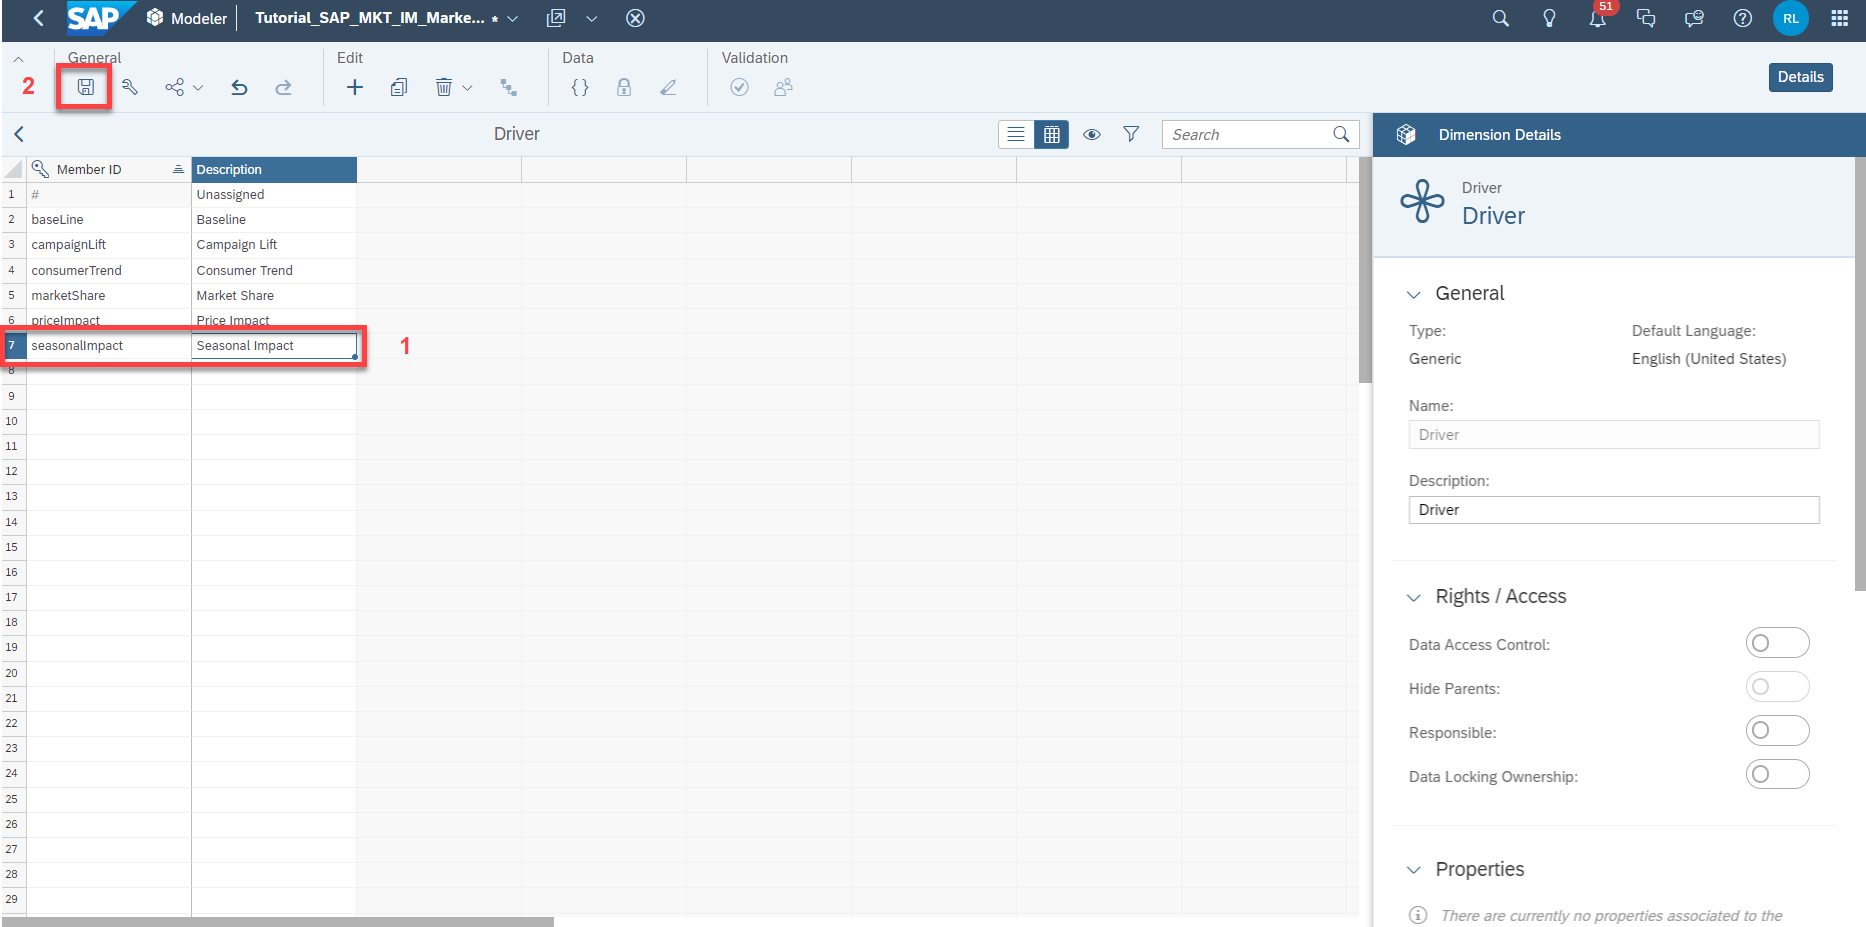 SAP Modeler Tutorial_SAP_MKT_IM_Marke... * 51 RL
General Edit Data Validation
2
Details
Driver Search Dimension Details
Member ID Description
1 # Unassigned
2 baseLine Baseline
3 campaignLift Campaign Lift
4 consumerTrend Consumer Trend
5 marketShare Market Share
6 priceImpact Price Impact
7 seasonalImpact Seasonal Impact 1
8
9
10
11
12
13
14
15
16
17
18
19
20
21
22
23
24
25
26
27
28
29
Driver
Driver
General
Type: Default Language:
Generic English (United States)
Name:
Driver
Description:
Driver
Rights / Access
Data Access Control:
Hide Parents:
Responsible:
Data Locking Ownership:
Properties
There are currently no properties associated to the